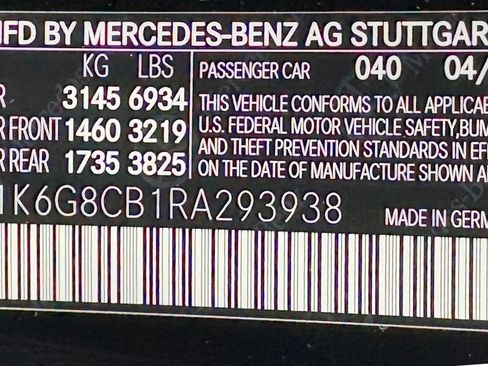 MFD BY MERCEDES-BENZ AG STUTTGAR
KG LBS PASSENGER CAR 040 04/
R 3145 6934 THIS VEHICLE CONFORMS TO ALL APPLICAB
R FRONT 1460 3219 U.S. FEDERAL MOTOR VEHICLE SAFETY, BUM
R REAR 1735 3825 AND THEFT PREVENTION STANDARDS IN EFF
ON THE DATE OF MANUFACTURE SHOWN A
1K6G8CB1RA293938 MADE IN GERM